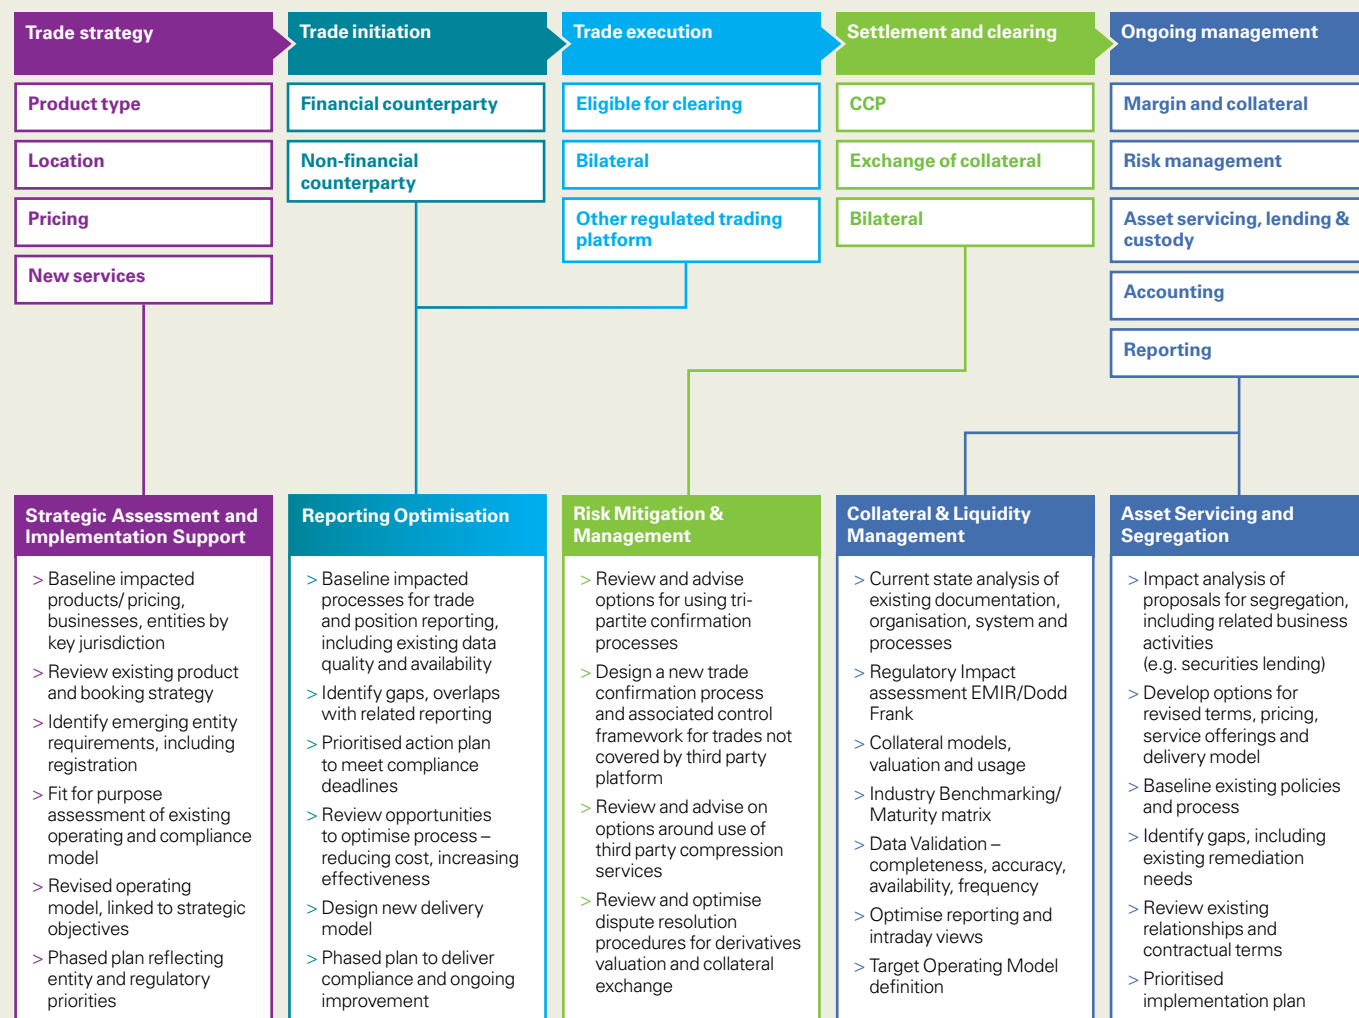 Trade strategy
Product type
Location
Pricing
New services
Trade initiation
Financial counterparty
Non-financial
counterparty
Trade execution
Eligible for clearing
Bilateral
Other regulated trading
platform
Settlement and clearing
CCP
Exchange of collateral
Bilateral
Ongoing management
Margin and collateral
Risk management
Asset servicing, lending &
custody
Accounting
Reporting
Strategic Assessment and
Implementation Support
> Baseline impacted
products/ pricing,
businesses, entities by
key jurisdiction
> Review existing product
and booking strategy
> Identify emerging entity
requirements, including
registration
> Fit for purpose
assessment of existing
operating and compliance
model
> Revised operating
model, linked to strategic
objectives
> Phased plan reflecting
entity and regulatory
priorities
Reporting Optimisation
> Baseline impacted
processes for trade
and position reporting,
including existing data
quality and availability
> Identify gaps, overlaps
with related reporting
> Prioritised action plan
to meet compliance
deadlines
> Review opportunities
to optimise process –
reducing cost, increasing
effectiveness
> Design new delivery
model
> Phased plan to deliver
compliance and ongoing
improvement
Risk Mitigation &
Management
> Review and advise
options for using tri-
partite confirmation
processes
> Design a new trade
confirmation process
and associated control
framework for trades not
covered by third party
platform
> Review and advise on
options around use of
third party compression
services
> Review and optimise
dispute resolution
procedures for derivatives
valuation and collateral
exchange
Collateral & Liquidity
Management
> Current state analysis of
existing documentation,
organisation, system and
processes
> Regulatory Impact
assessment EMIR/Dodd
Frank
> Collateral models,
valuation and usage
> Industry Benchmarking/
Maturity matrix
> Data Validation –
completeness, accuracy,
availability, frequency
> Optimise reporting and
intraday views
> Target Operating Model
definition
Asset Servicing and
Segregation
> Impact analysis of
proposals for segregation,
including related business
activities
(e.g. securities lending)
> Develop options for
revised terms, pricing,
service offerings and
delivery model
> Baseline existing policies
and process
> Identify gaps, including
existing remediation
needs
> Review existing
relationships and
contractual terms
> Prioritised
implementation plan